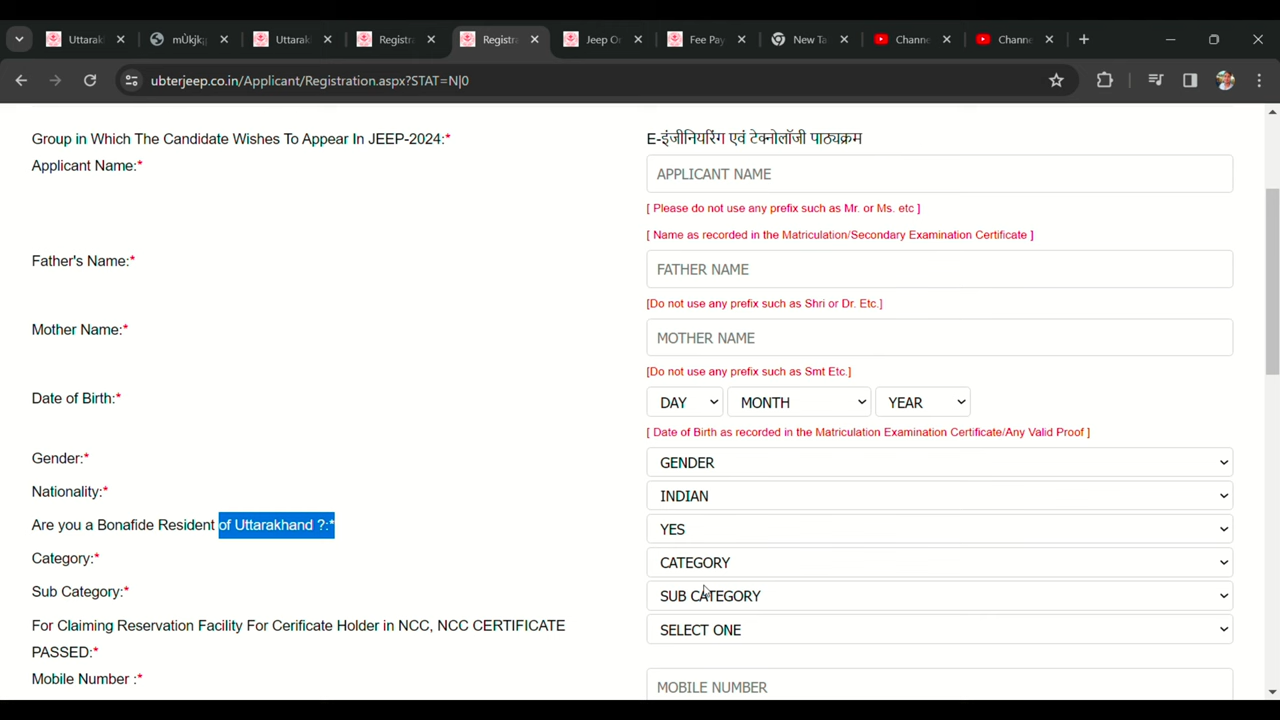 Uttarak
mÙkjk
Uttarak
Registra
Registra
Jeep O
Fee Pay
New Ta
Chann
Chann
ubterjeep.co.in/Applicant/Registration.aspx?STAT=N|0
Group in Which The Candidate Wishes To Appear In JEEP-2024:* E-इंजीनियरिंग एवं टेक्नोलॉजी पाठ्यक्रम
Applicant Name:* APPLICANT NAME
[ Please do not use any prefix such as Mr. or Ms. etc ]
[ Name as recorded in the Matriculation/Secondary Examination Certificate ]
Father's Name:* FATHER NAME
[Do not use any prefix such as Shri or Dr. Etc.]
Mother Name:* MOTHER NAME
[Do not use any prefix such as Smt Etc.]
Date of Birth:* DAY MONTH YEAR
[ Date of Birth as recorded in the Matriculation Examination Certificate/Any Valid Proof ]
Gender:* GENDER
Nationality:* INDIAN
Are you a Bonafide Resident of Uttarakhand ?:* YES
Category:* CATEGORY
Sub Category:* SUB CATEGORY
For Claiming Reservation Facility For Cerificate Holder in NCC, NCC CERTIFICATE SELECT ONE
PASSED:*
Mobile Number :* MOBILE NUMBER